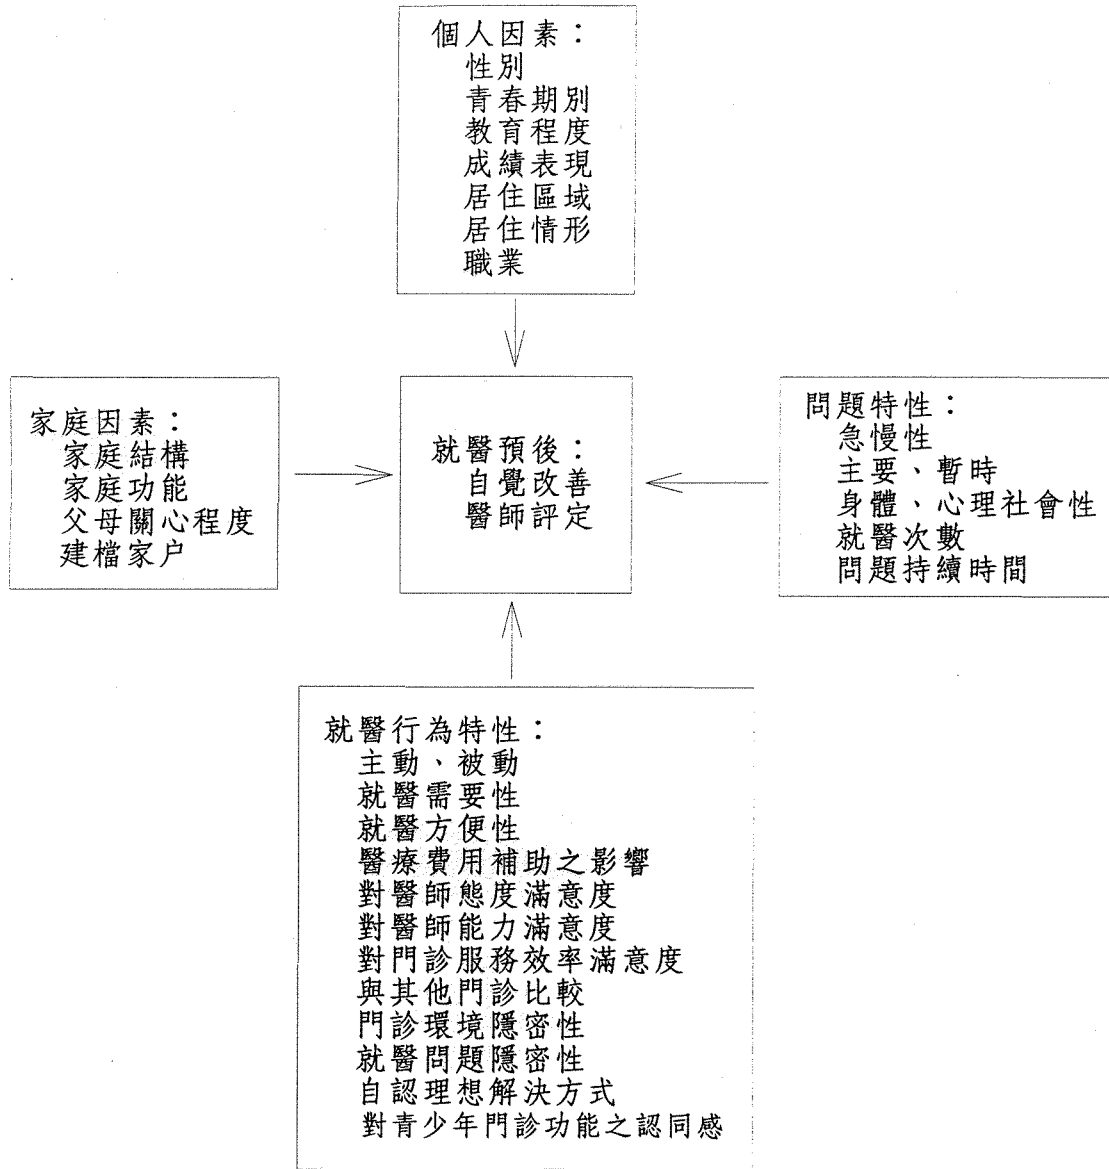 個人因素：
性別
青春期別
教育程度
成績表現
居住區域
居住情形
職業
家庭因素：
家庭結構
家庭功能
父母關心程度
建檔家户
就醫預後：
自覺改善
醫師評定
問題特性：
急慢性
主要、暫時
身體、心理社會性
就醫次數
問題持續時間
就醫行為特性：
主動、被動
就醫需要性
就醫方便性
醫療費用補助之影響
對醫師態度滿意度
對醫師能力滿意度
對門診服務效率滿意度
與其他門診比較
門診環境隱密性
就醫問題隱密性
自認理想解決方式
對青少年門診功能之認同感